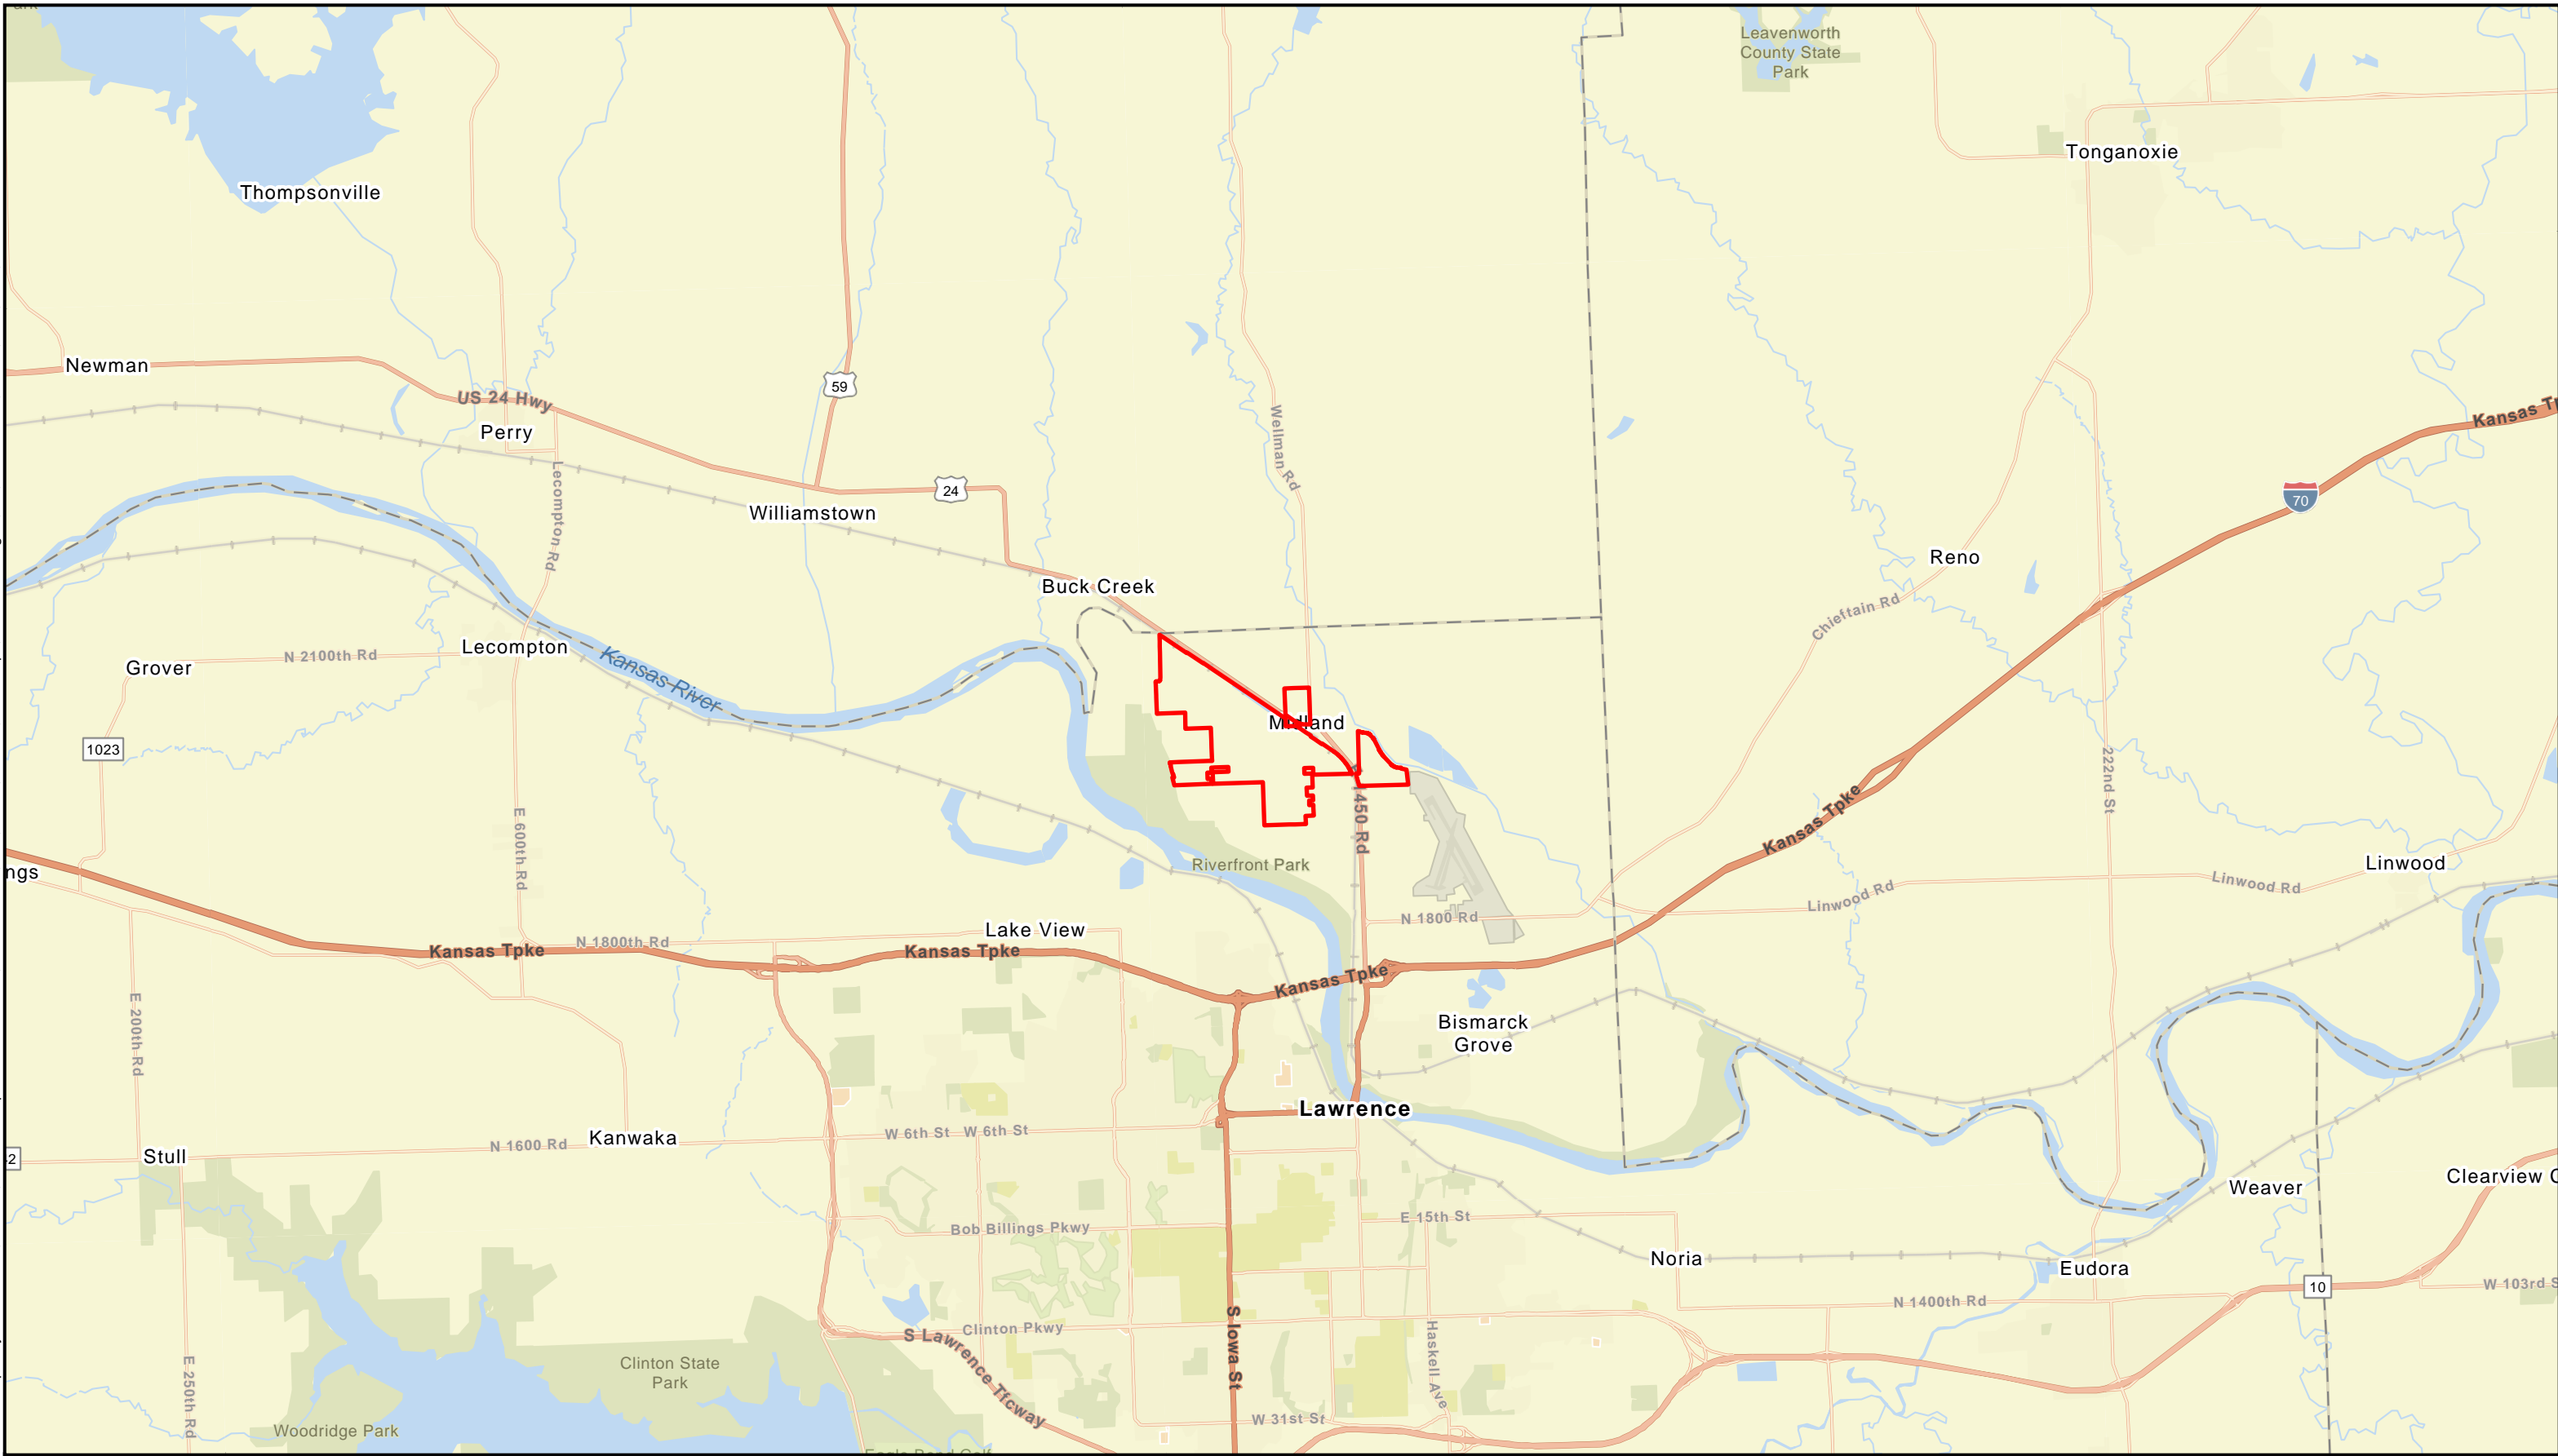 Leavenworth
County State
Park
Tonganoxie
Thompsonville
Newman
US 24 Hwy
59
Perry
Wellman Rd
Kansas Tp
70
24
Lecompton Rd
Williamstown
Reno
Buck Creek
Chieftain Rd
Lecompton
N 2100th Rd
Grover
Kansas River
Midland
1023
222nd St
1450 Rd
Kansas Tpke
E 600th Rd
Riverfront Park
Linwood
ngs
Linwood Rd
Linwood Rd
N 1800 Rd
Lake View
N 1800th Rd
Kansas Tpke
Kansas Tpke
Kansas Tpke
E 200th Rd
Bismarck
Grove
Lawrence
W 6th St
W 6th St
Kanwaka
N 1600 Rd
Stull
2
Weaver
Clearview C
E 15th St
Bob Billings Pkwy
Noria
Eudora
10
W 103rd S
N 1400th Rd
S Iowa St
Clinton Pkwy
S Lawrence Tfcway
Haskell Ave
Clinton State
Park
E 250th Rd
W 31st St
Woodridge Park